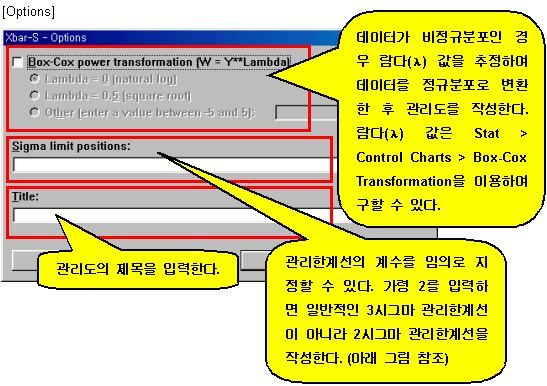 [Options]
Xbar-S - Options
Box-Cox power transformation (W = Y**Lambda)
Lambda = 0 (natural log)
Lambda = 0.5 (square root)
Other (enter a value between -5 and 5):
Sigma limit positions:
Title:
데이터가 비정규분포인 경
우 람다(λ) 값을 추정하여
데이터를 정규분포로 변환
한 후 관리도를 작성한다.
람다(λ) 값은 Stat >
Control Charts > Box-Cox
Transformation을 이용하여
구할 수 있다.
관리도의 제목을 입력한다.
관리한계선의 계수를 임의로 지
정할 수 있다. 가령 2를 입력하
면 일반적인 3시그마 관리한계선
이 아니라 2시그마 관리한계선을
작성한다. (아래 그림 참조)